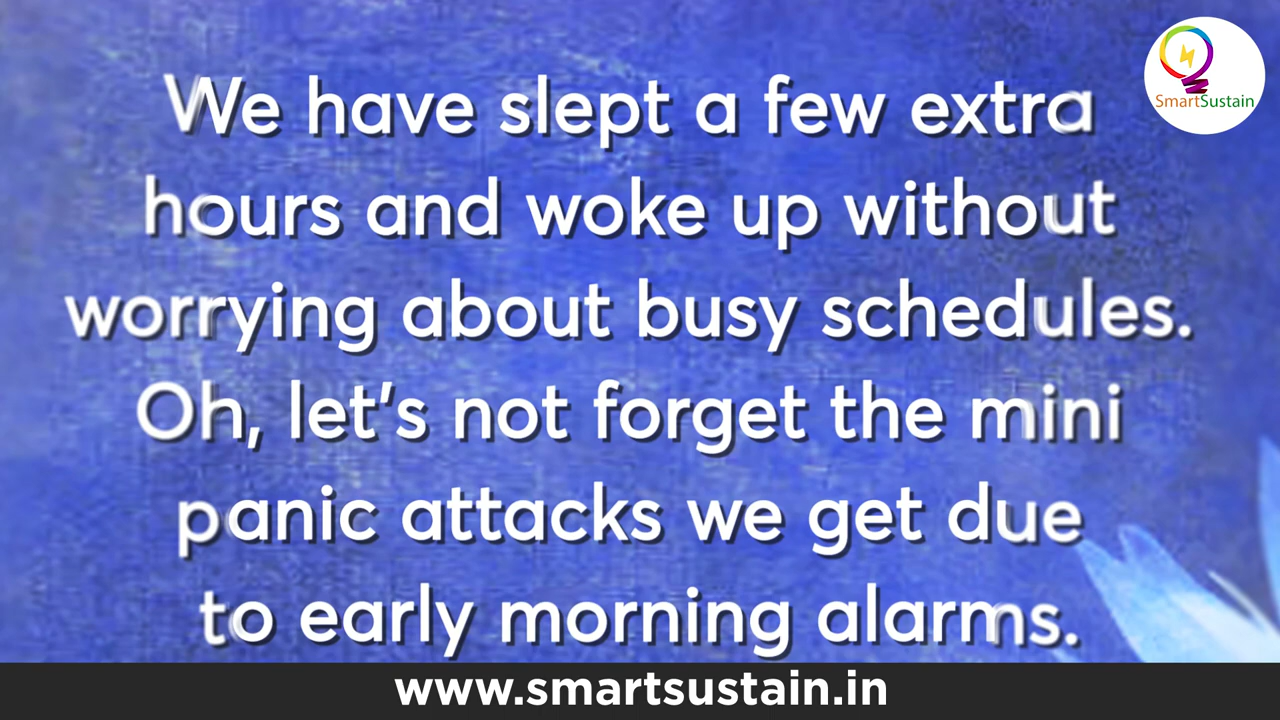 SmartSustain
We have slept a few extra
hours and woke up without
worrying about busy schedules.
Oh, let’s not forget the mini
panic attacks we get due
to early morning alarms.
www.smartsustain.in